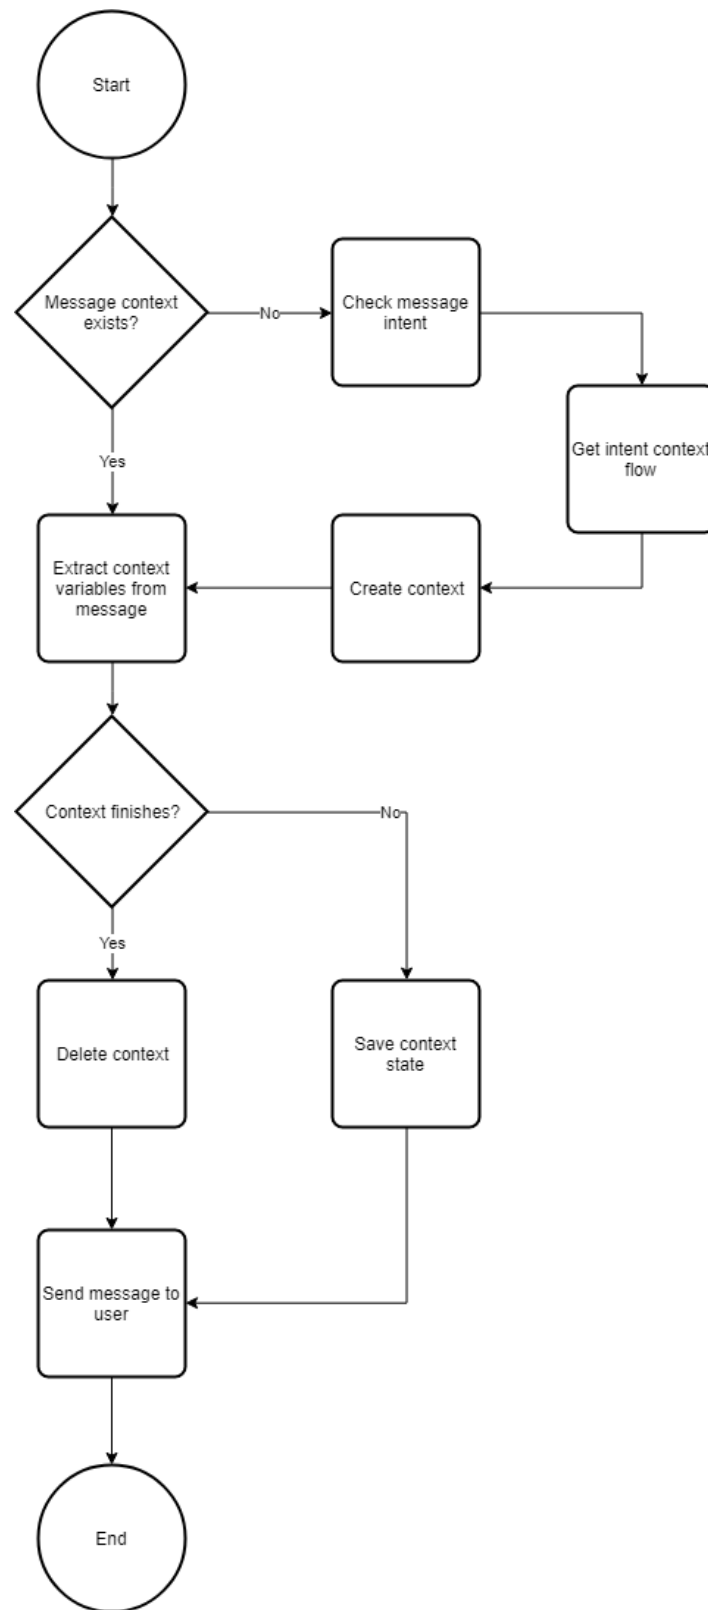 Start
Message context
exists?
No
Check message
intent
Get intent context
flow
Yes
Extract context
variables from
message
Create context
Context finishes?
No
Yes
Delete context
Save context
state
Send message to
user
End